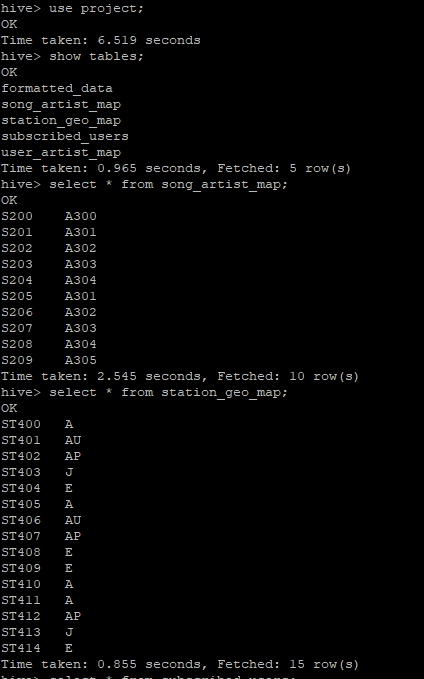 hive> use project;
OK
Time taken: 6.519 seconds
hive> show tables;
OK
formatted_data
song_artist_map
station_geo_map
subscribed_users
user_artist_map
Time taken: 0.965 seconds, Fetched: 5 row(s)
hive> select * from song_artist_map;
OK
S200 A300
S201 A301
S202 A302
S203 A303
S204 A304
S205 A301
S206 A302
S207 A303
S208 A304
S209 A305
Time taken: 2.545 seconds, Fetched: 10 row(s)
hive> select * from station_geo_map;
OK
ST400 A
ST401 AU
ST402 AP
ST403 J
ST404 E
ST405 A
ST406 AU
ST407 AP
ST408 E
ST409 E
ST410 A
ST411 A
ST412 AP
ST413 J
ST414 E
Time taken: 0.855 seconds, Fetched: 15 row(s)
hive> select * from subscribed_users;